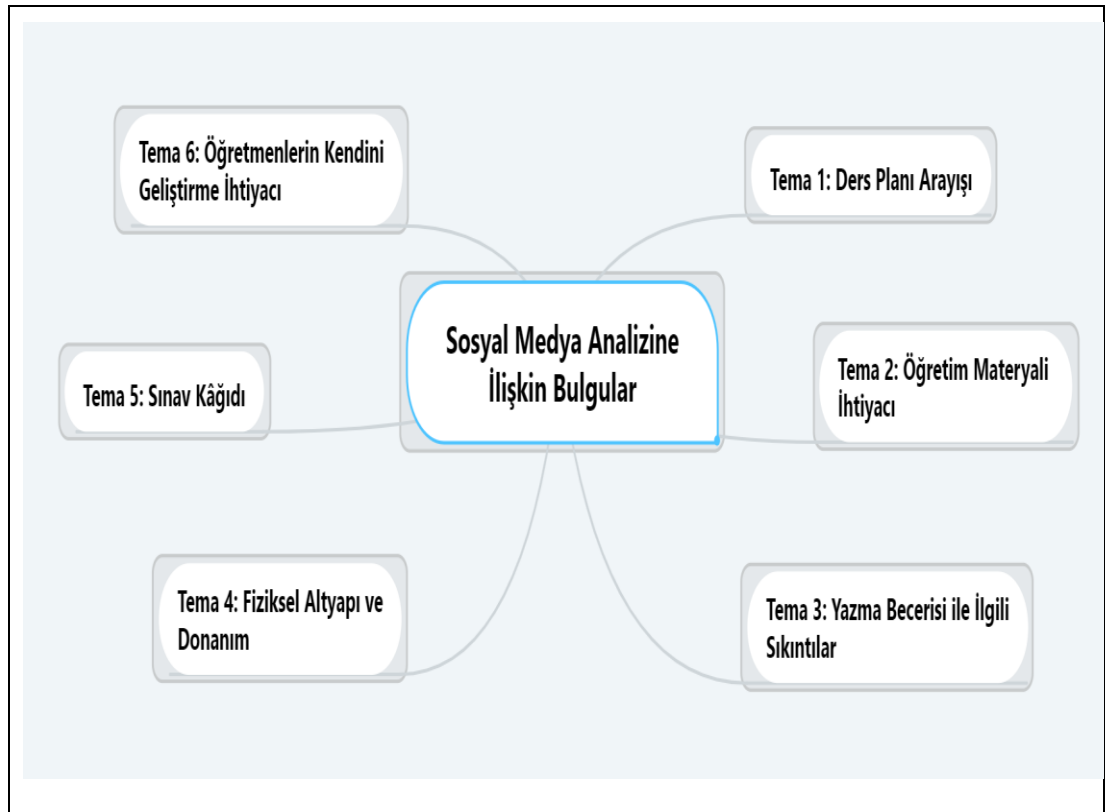 Sosyal Medya Analizine
İlişkin Bulgular
Tema 1: Ders Planı Arayışı
Tema 2: Öğretim Materyali
İhtiyacı
Tema 3: Yazma Becerisi ile İlgili
Sıkıntılar
Tema 4: Fiziksel Altyapı ve
Donanım
Tema 5: Sınav Kâğıdı
Tema 6: Öğretmenlerin Kendini
Geliştirme İhtiyacı